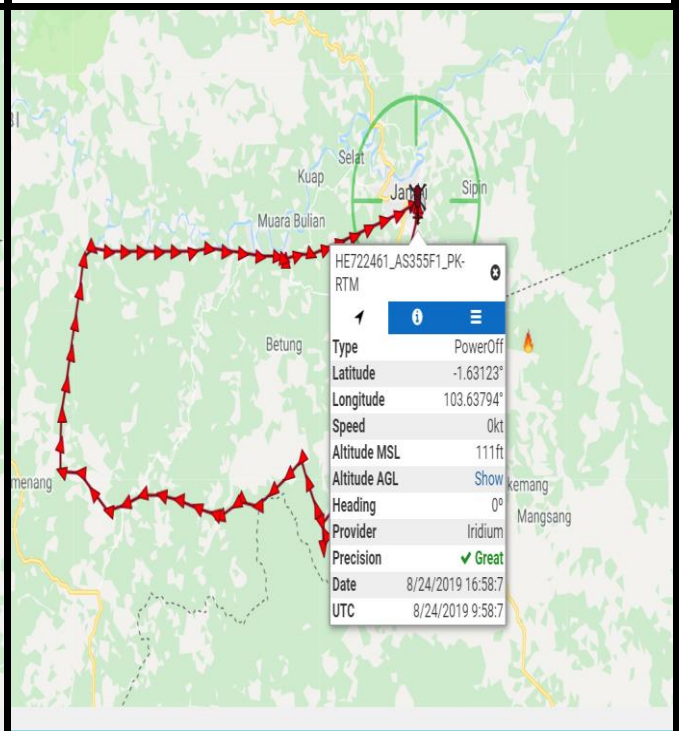 BI
Selat
Kuap
Sipin
Muara Bulian
HE722461_AS355F1_PK-
RTM
Betung
Type PowerOff
Latitude -1.63123°
Longitude 103.63794°
Speed 0kt
Altitude MSL 111ft
Altitude AGL Show
menang
kemang
Heading 0°
Mangsang
Provider Iridium
Precision ✓ Great
Date 8/24/2019 16:58:7
UTC 8/24/2019 9:58:7